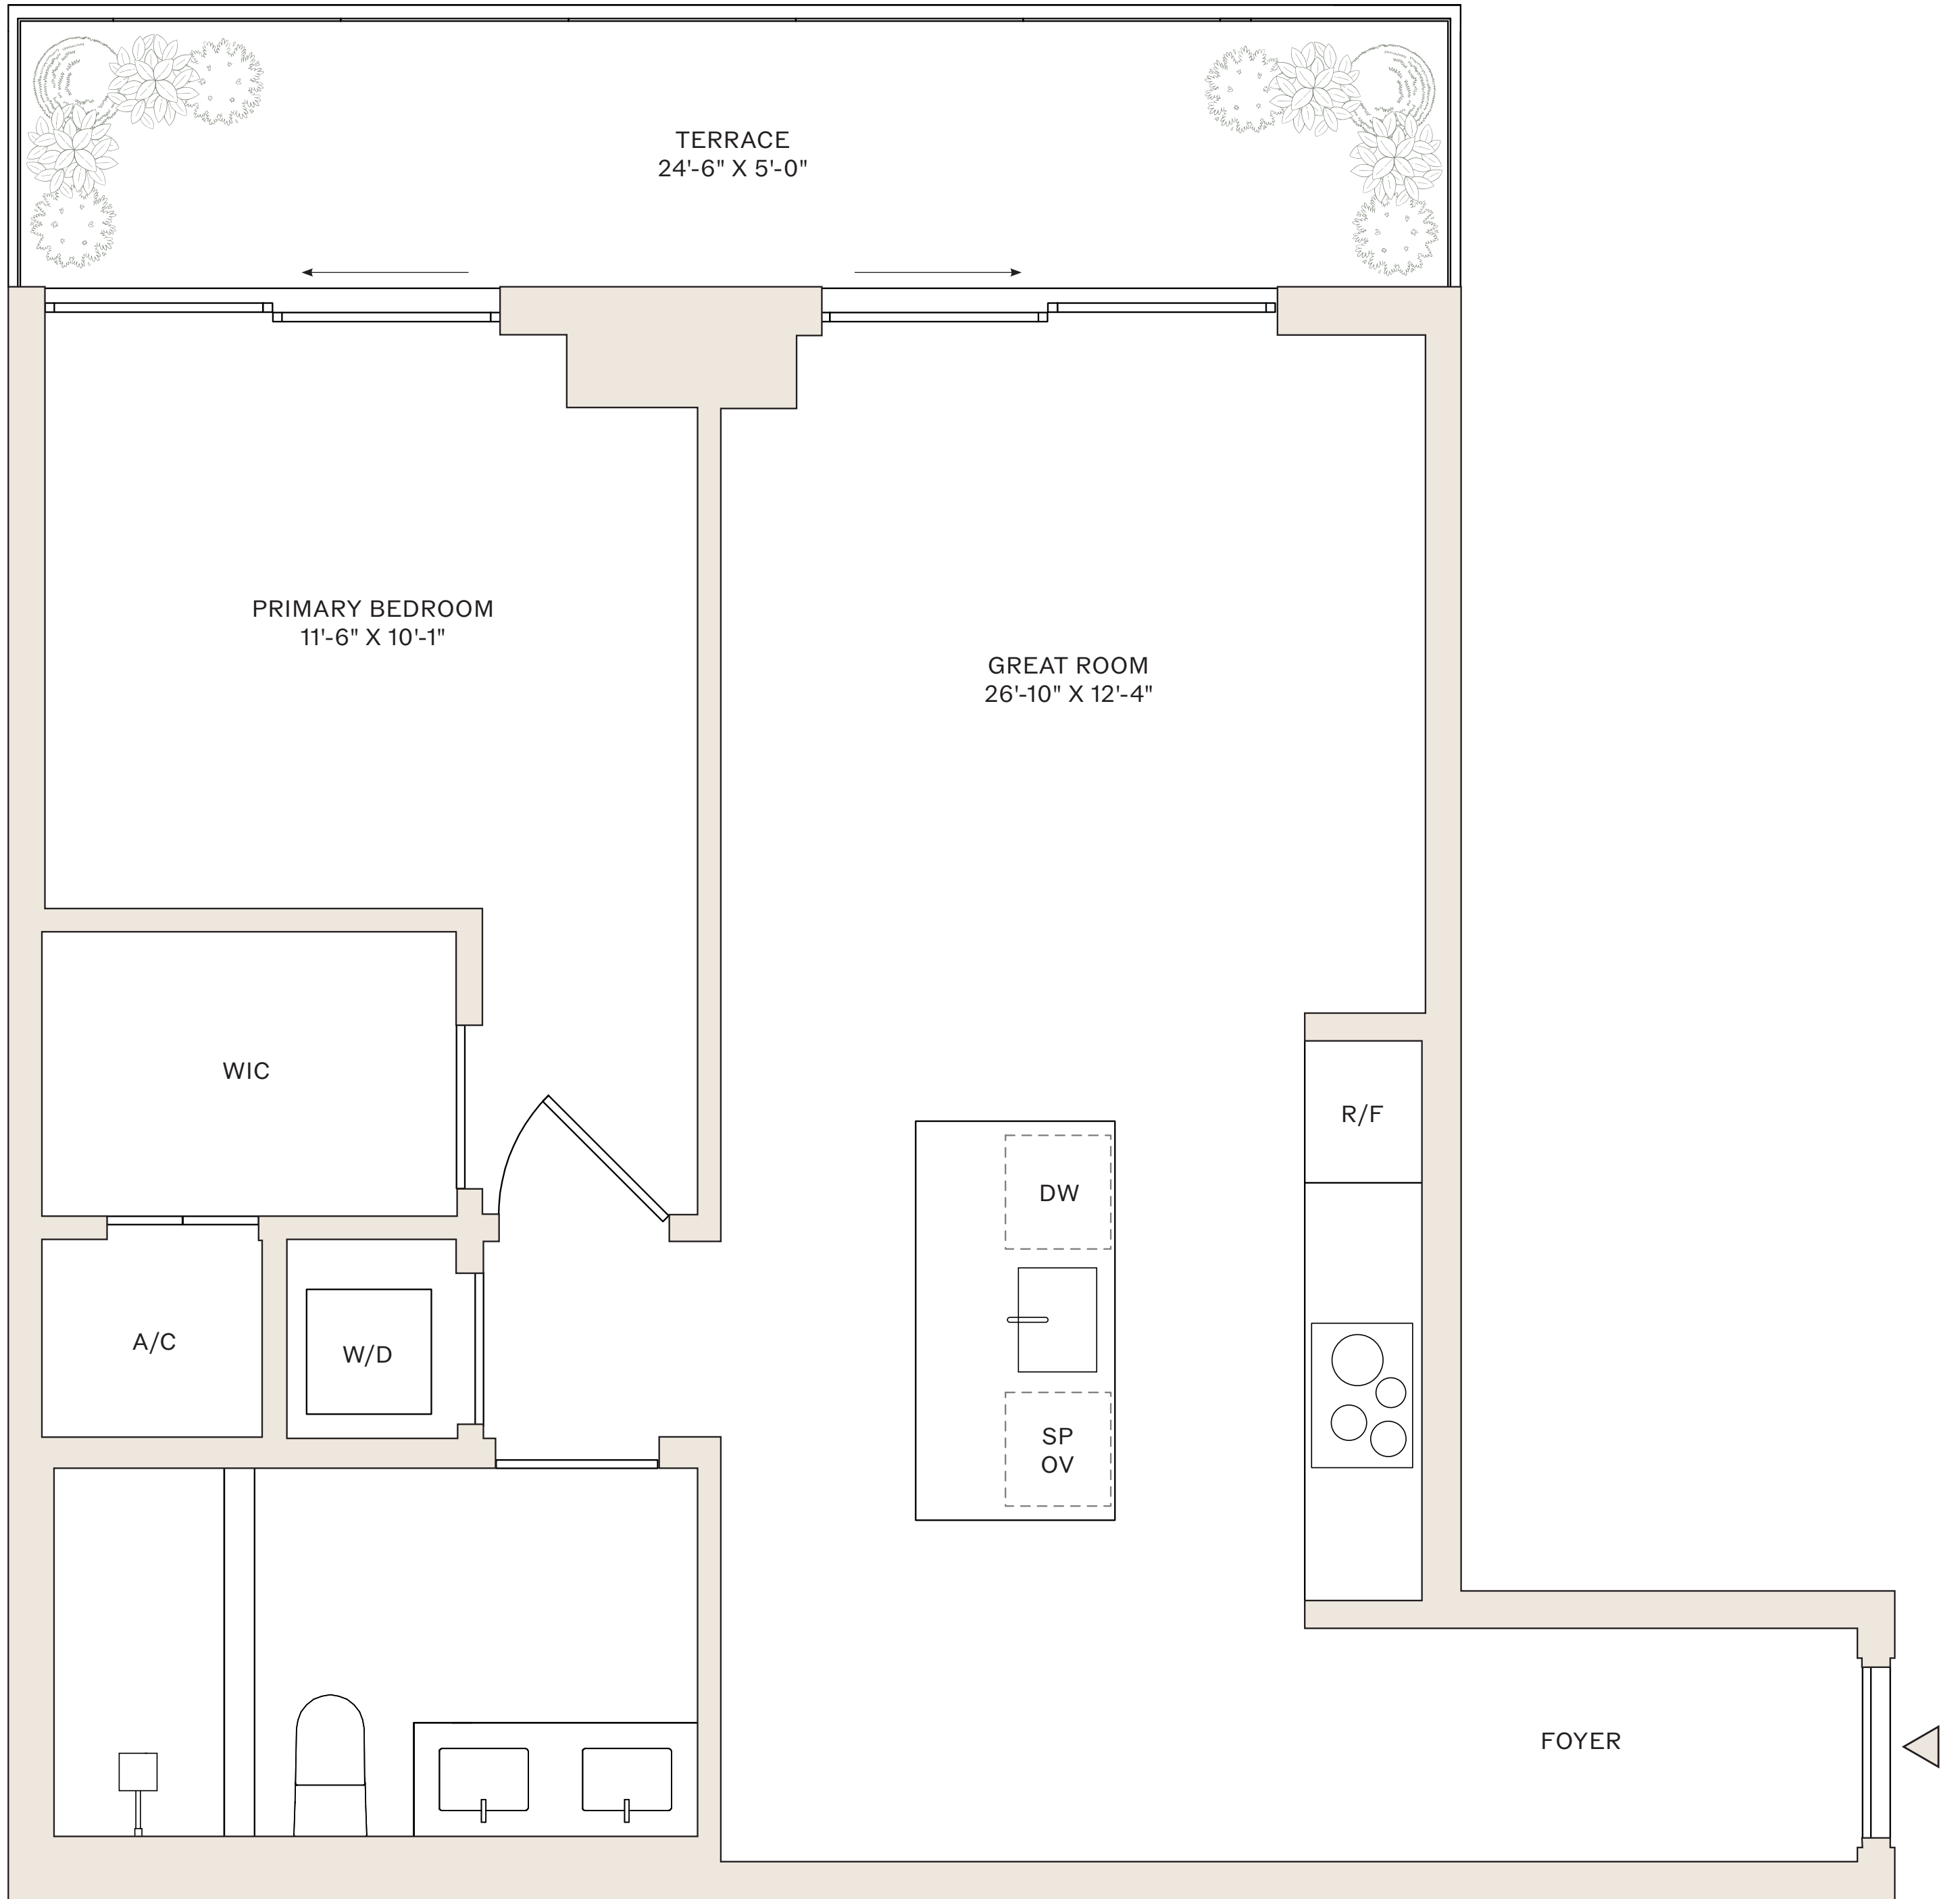 TERRACE
24'-6" X 5'-0"
PRIMARY BEDROOM
11'-6" X 10'-1"
GREAT ROOM
26'-10" X 12'-4"
WIC
R/F
DW
A/C
W/D
SP
OV
FOYER